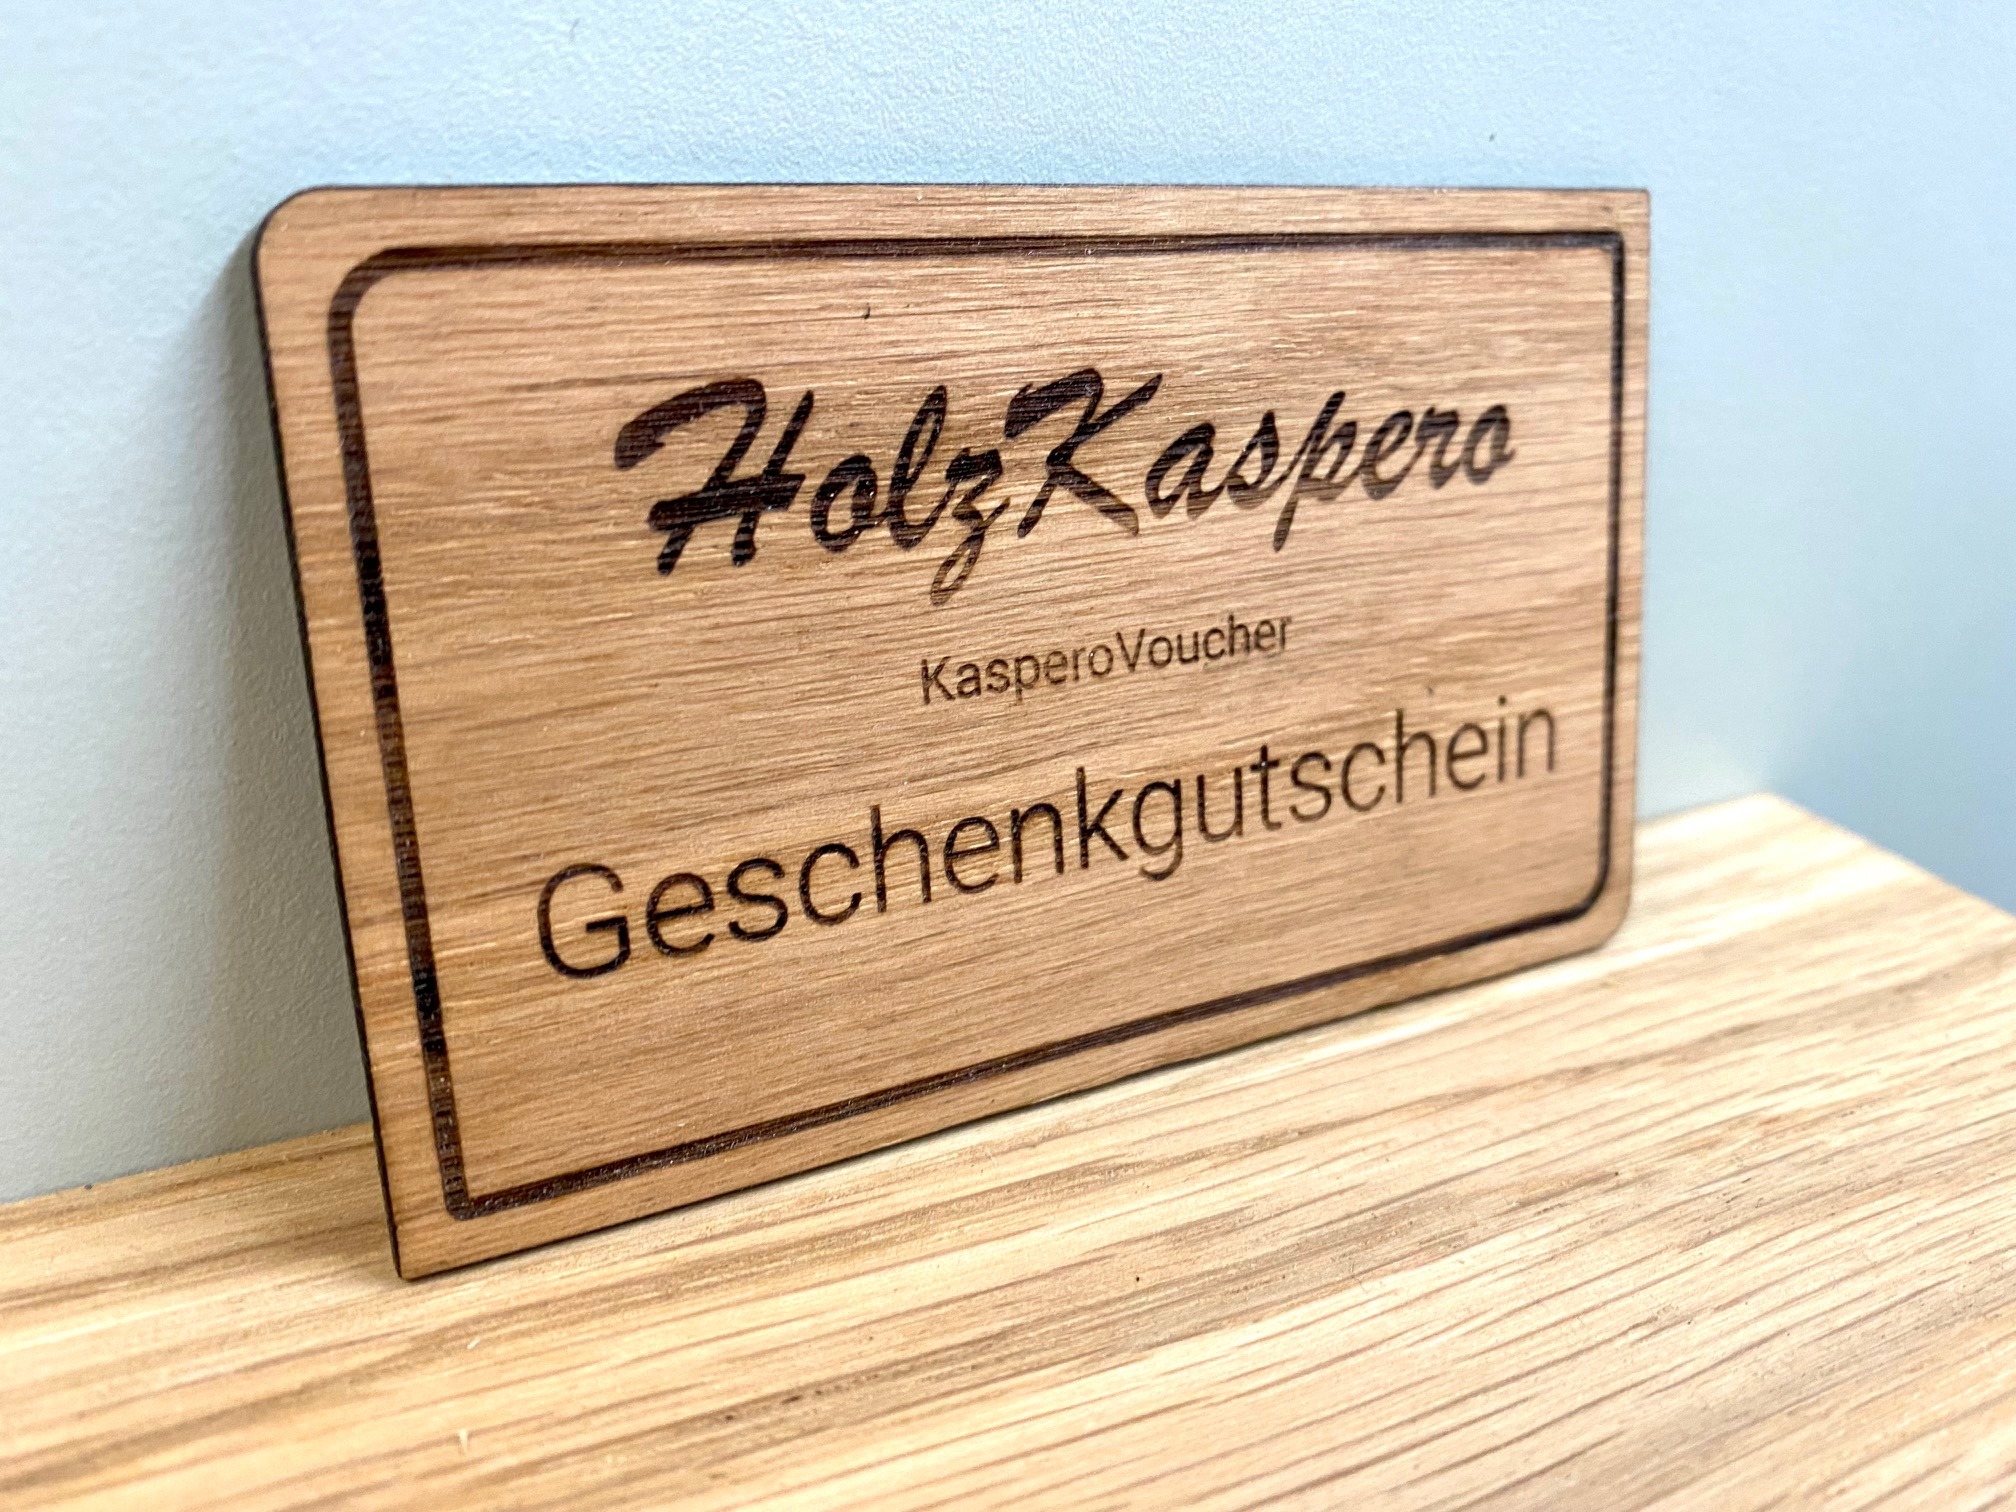 HolzKaspero
KasperoVoucher
Geschenkgutschein